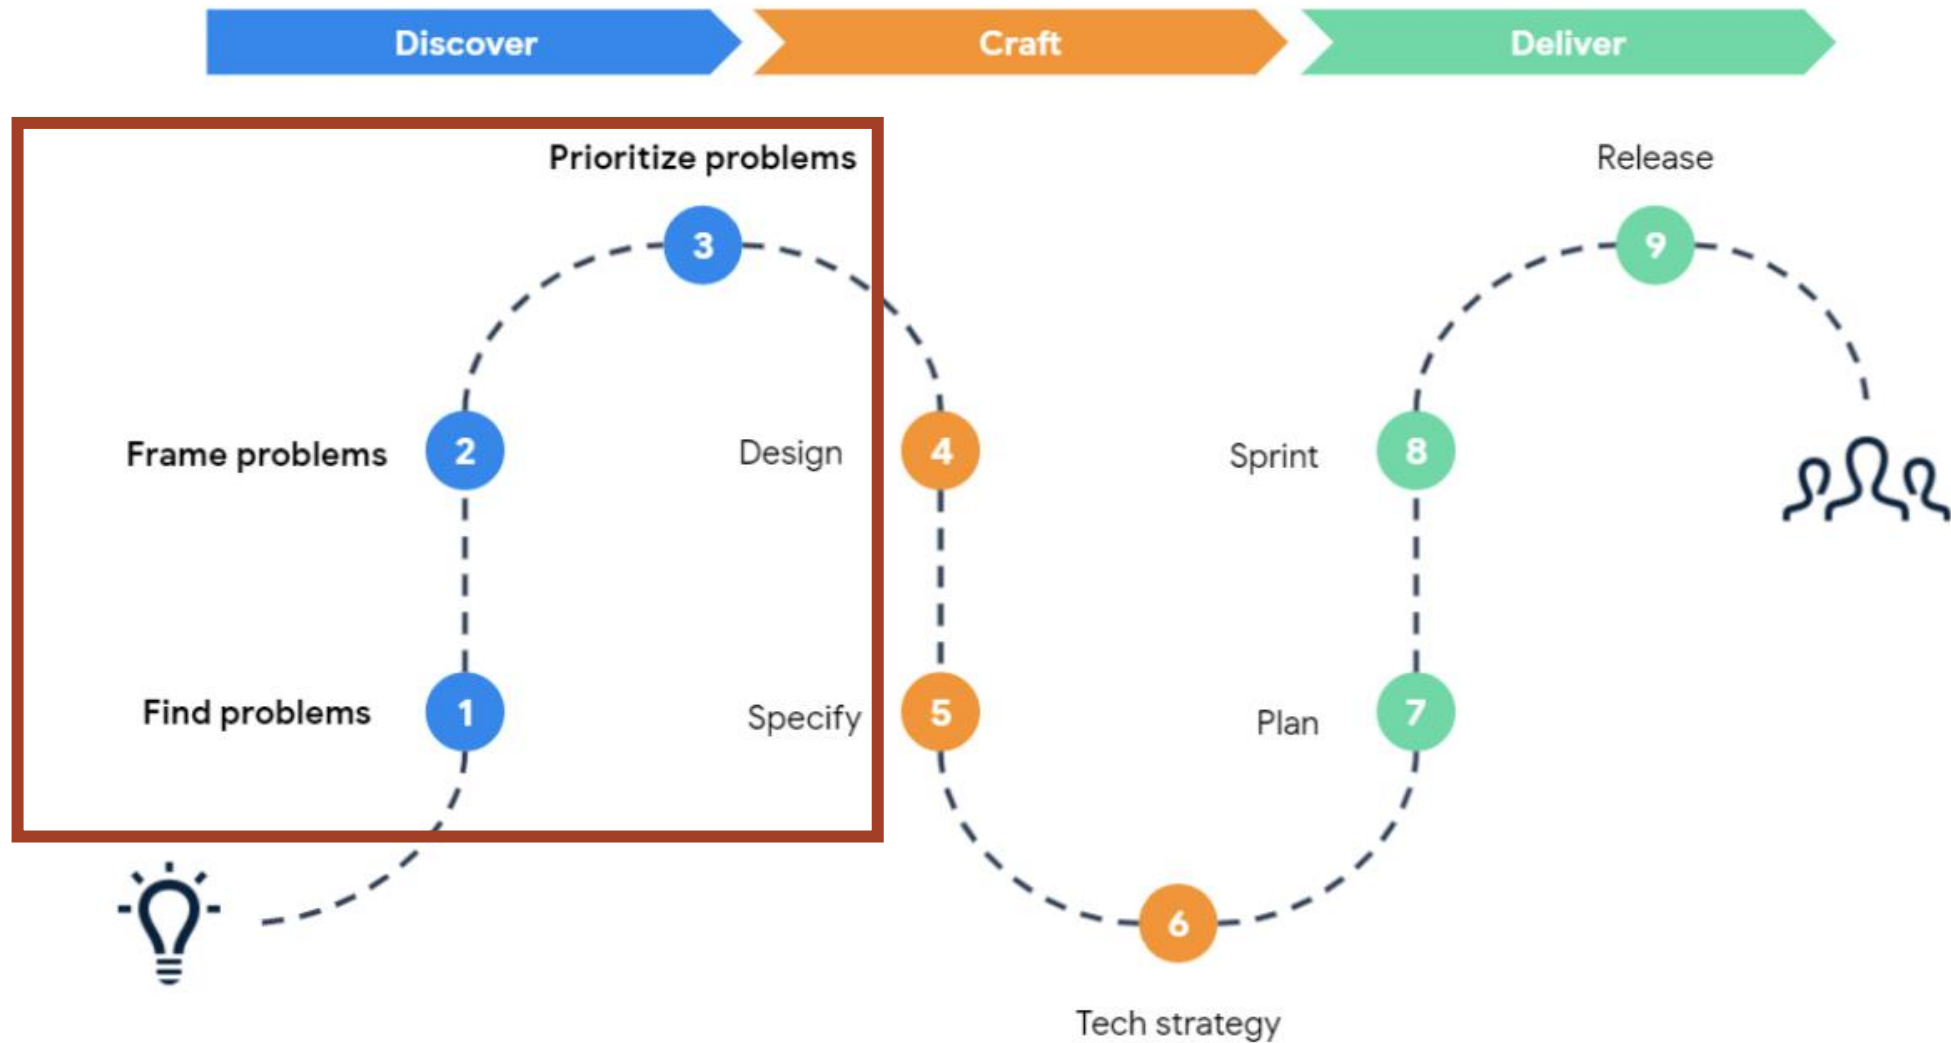 Discover
Craft
Deliver
Prioritize problems
Release
3
9
Frame problems
2
Design
4
Sprint
8
Find problems
1
Specify
5
Plan
7
6
Tech strategy